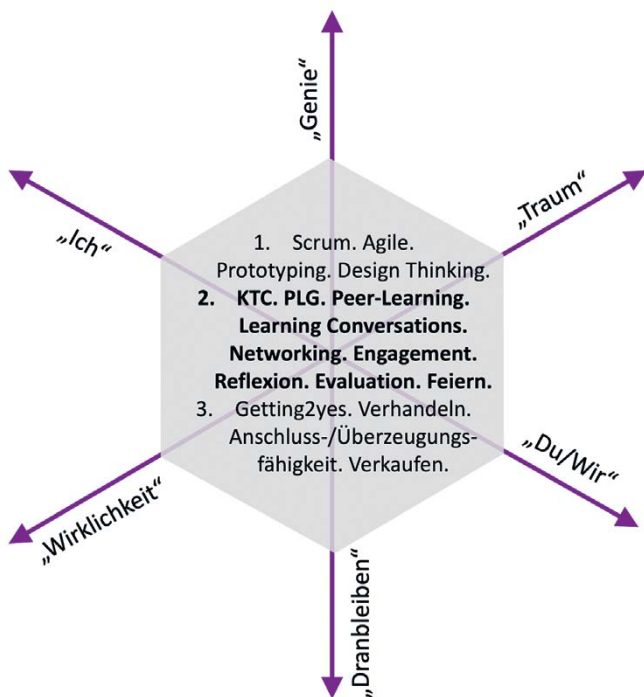 „Genie“
„Ich“
„Traum“
1. Scrum. Agile.
Prototyping. Design Thinking.
2. KTC. PLG. Peer-Learning.
Learning Conversations.
Networking. Engagement.
Reflexion. Evaluation. Feiern.
3. Getting2yes. Verhandeln.
Anschluss-/Überzeugungs-
fähigkeit. Verkaufen.
„Wirklichkeit“
„Du/Wir“
„Dranbleiben“